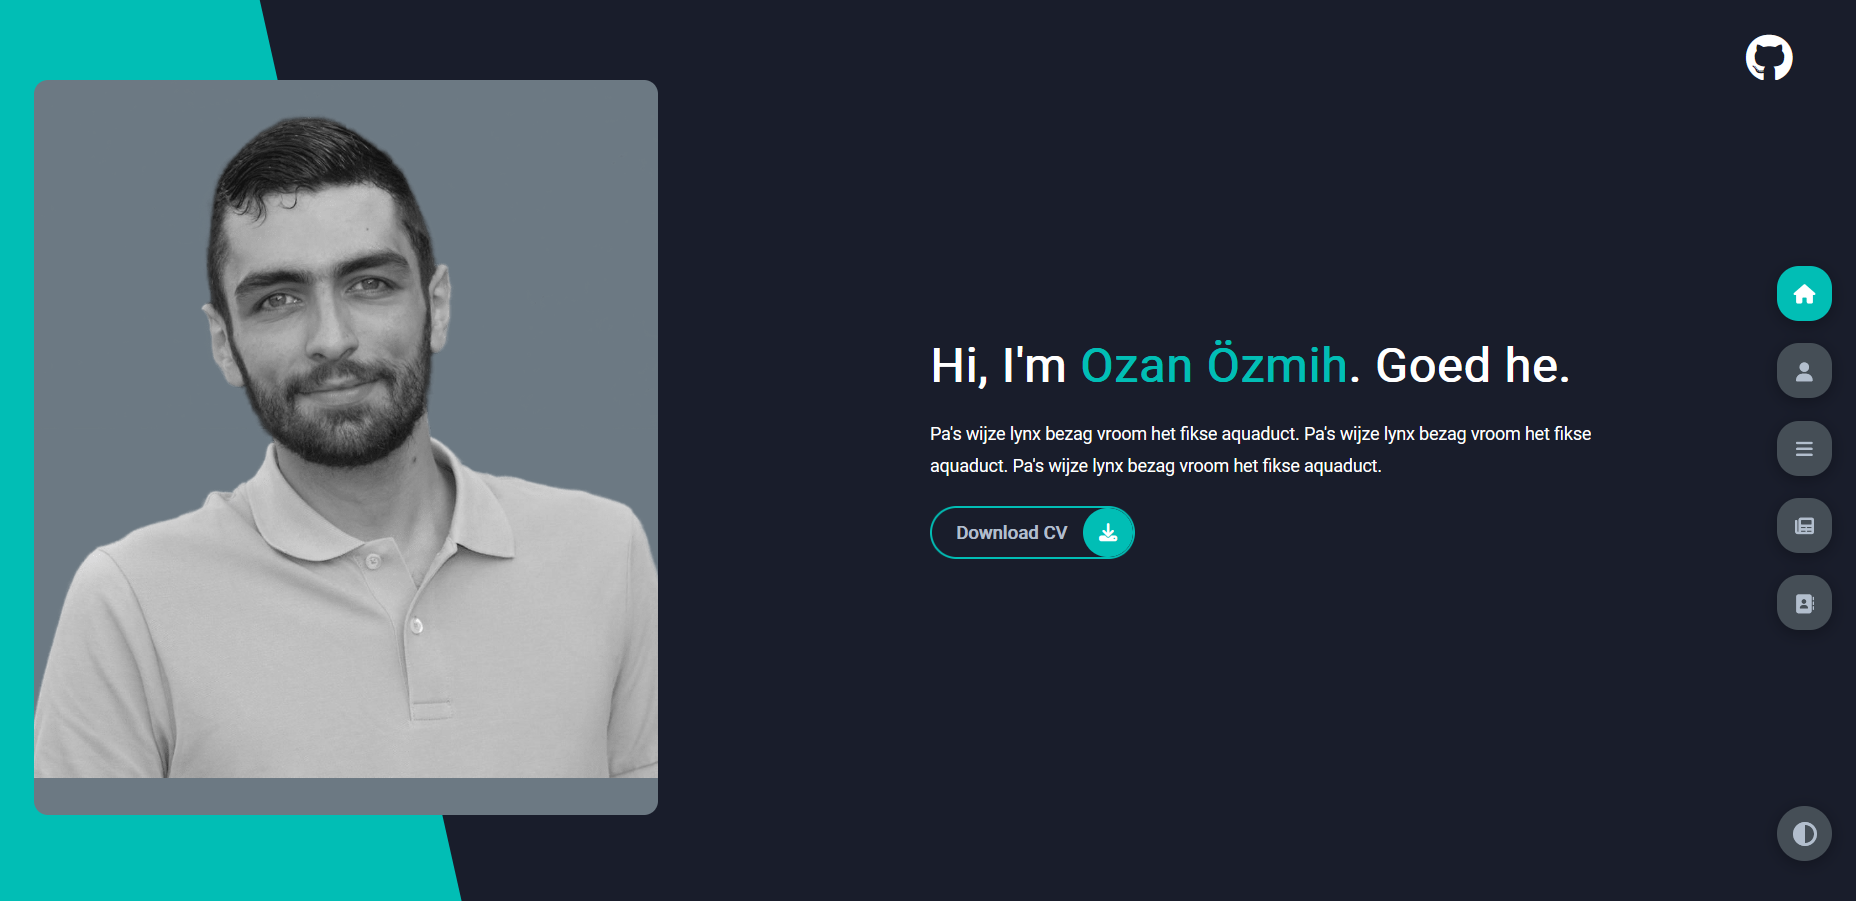 Hi, I'm Ozan Özmih. Goed he.
Pa's wijze lynx bezag vroom het fikse aquaduct. Pa's wijze lynx bezag vroom het fikse
aquaduct. Pa's wijze lynx bezag vroom het fikse aquaduct.
Download CV